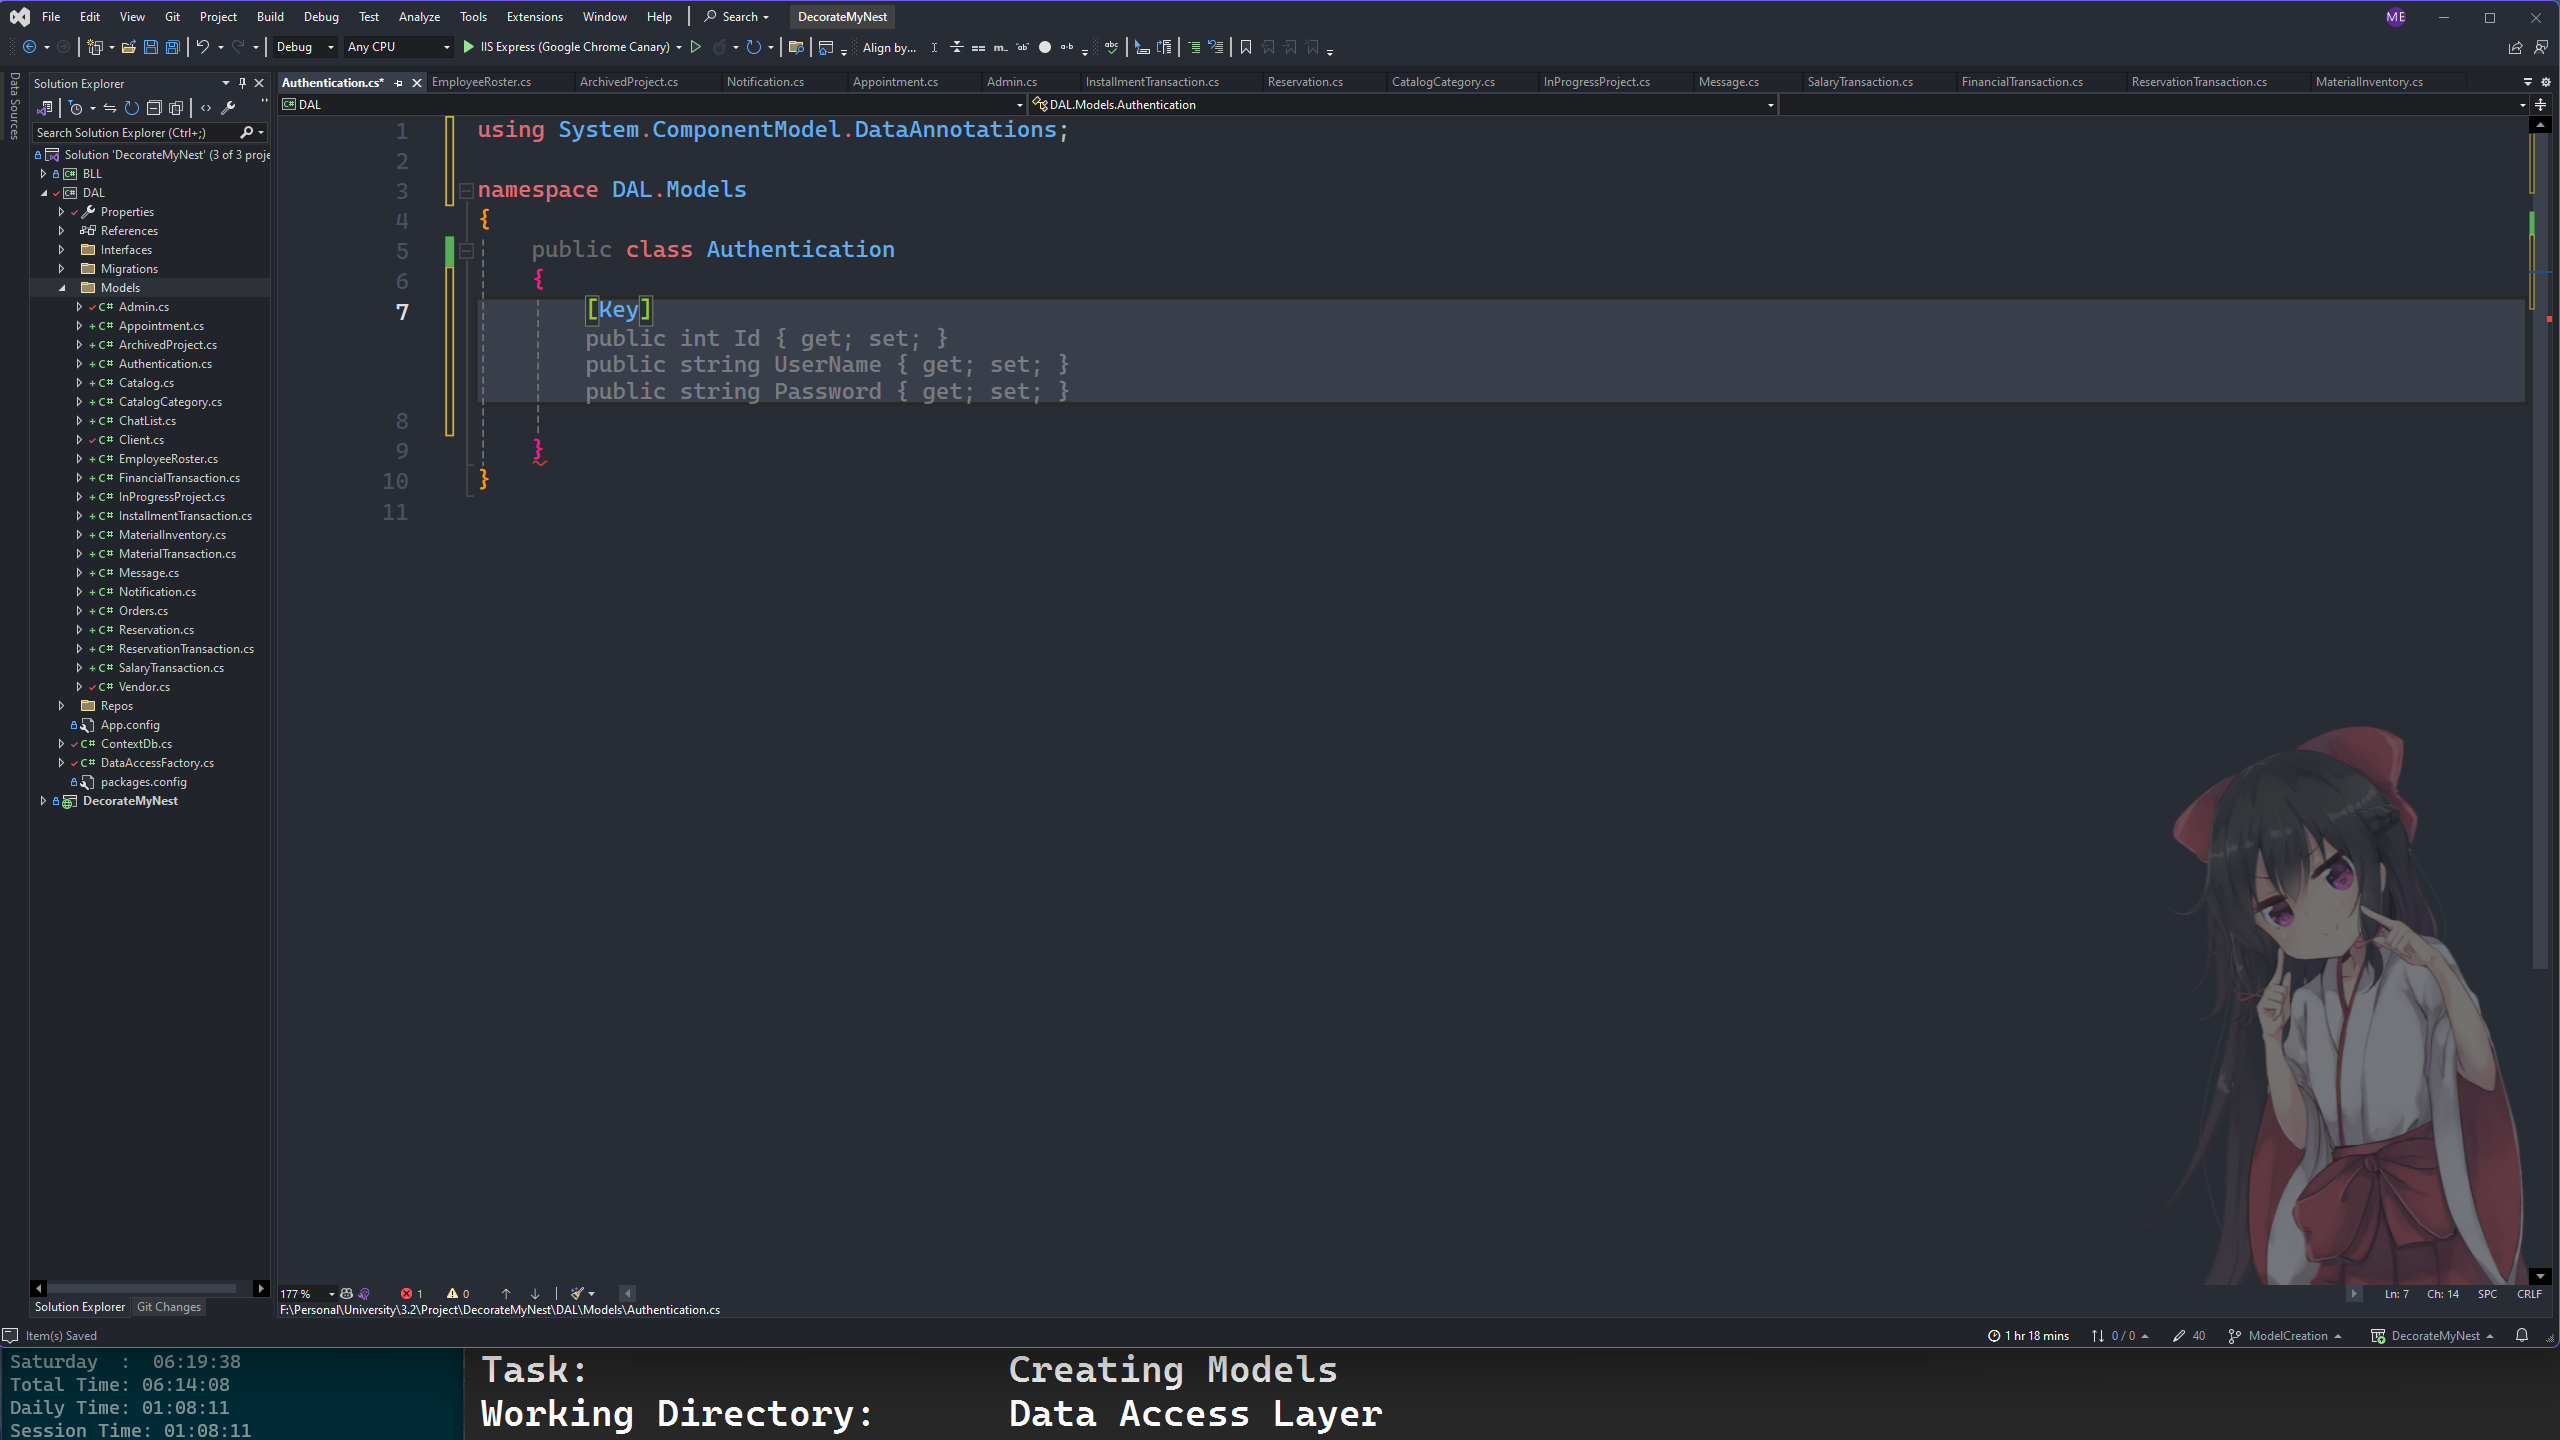 File Edit View Git Project Build Debug Test Analyze Tools Extensions Window Help Search DecorateMyNest ME
Debug Any CPU IIS Express (Google Chrome Canary) Align by...
Data Sources
Solution Explorer
Search Solution Explorer (Ctrl+;)
Solution 'DecorateMyNest' (3 of 3 proje
BLL
DAL
Properties
References
Interfaces
Migrations
Models
C# Admin.cs
C# Appointment.cs
C# ArchivedProject.cs
C# Authentication.cs
C# Catalog.cs
C# CatalogCategory.cs
C# ChatList.cs
C# Client.cs
C# EmployeeRoster.cs
C# FinancialTransaction.cs
C# InProgressProject.cs
C# InstallmentTransaction.cs
C# MaterialInventory.cs
C# MaterialTransaction.cs
C# Message.cs
C# Notification.cs
C# Orders.cs
C# Reservation.cs
C# ReservationTransaction.cs
C# SalaryTransaction.cs
C# Vendor.cs
Repos
App.config
C# ContextDb.cs
C# DataAccessFactory.cs
packages.config
DecorateMyNest
Solution Explorer Git Changes
Authentication.cs* EmployeeRoster.cs ArchivedProject.cs Notification.cs Appointment.cs Admin.cs InstallmentTransaction.cs Reservation.cs CatalogCategory.cs InProgressProject.cs Message.cs SalaryTransaction.cs FinancialTransaction.cs ReservationTransaction.cs MaterialInventory.cs
C# DAL DAL.Models.Authentication
1 using System.ComponentModel.DataAnnotations;
2
3 namespace DAL.Models
4 {
5 public class Authentication
6 {
7 [Key]
public int Id { get; set; }
public string UserName { get; set; }
public string Password { get; set; }
8
9 }
10 }
11
177 % 1 0 Ln: 7 Ch: 14 SPC CRLF
F:\Personal\University\3.2\Project\DecorateMyNest\DAL\Models\Authentication.cs
Item(s) Saved 1 hr 18 mins 0 / 0 40 ModelCreation DecorateMyNest
Saturday : 06:19:38
Total Time: 06:14:08
Daily Time: 01:08:11
Session Time: 01:08:11
Task: Creating Models
Working Directory: Data Access Layer